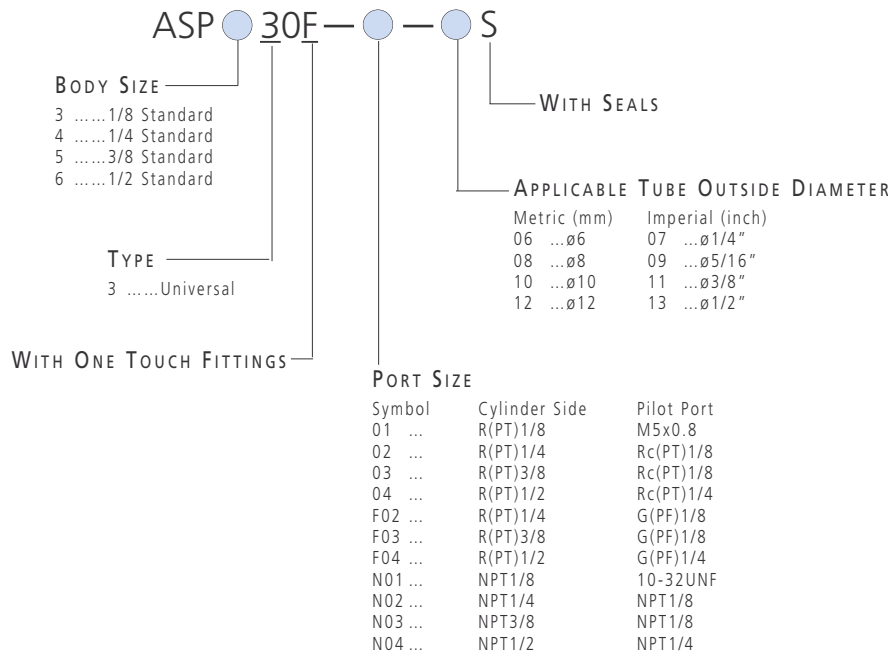 ASP 30F — — S
BODY SIZE
3 ......1/8 Standard
4 ......1/4 Standard
5 ......3/8 Standard
6 ......1/2 Standard
WITH SEALS
APPLICABLE TUBE OUTSIDE DIAMETER
Metric (mm) Imperial (inch)
06 ...ø6 07 ...ø1/4"
08 ...ø8 09 ...ø5/16"
10 ...ø10 11 ...ø3/8"
12 ...ø12 13 ...ø1/2"
TYPE
3 ......Universal
WITH ONE TOUCH FITTINGS
PORT SIZE
Symbol Cylinder Side Pilot Port
01 ... R(PT)1/8 M5x0.8
02 ... R(PT)1/4 Rc(PT)1/8
03 ... R(PT)3/8 Rc(PT)1/8
04 ... R(PT)1/2 Rc(PT)1/4
F02 ... R(PT)1/4 G(PF)1/8
F03 ... R(PT)3/8 G(PF)1/8
F04 ... R(PT)1/2 G(PF)1/4
N01 ... NPT1/8 10-32UNF
N02 ... NPT1/4 NPT1/8
N03 ... NPT3/8 NPT1/8
N04 ... NPT1/2 NPT1/4